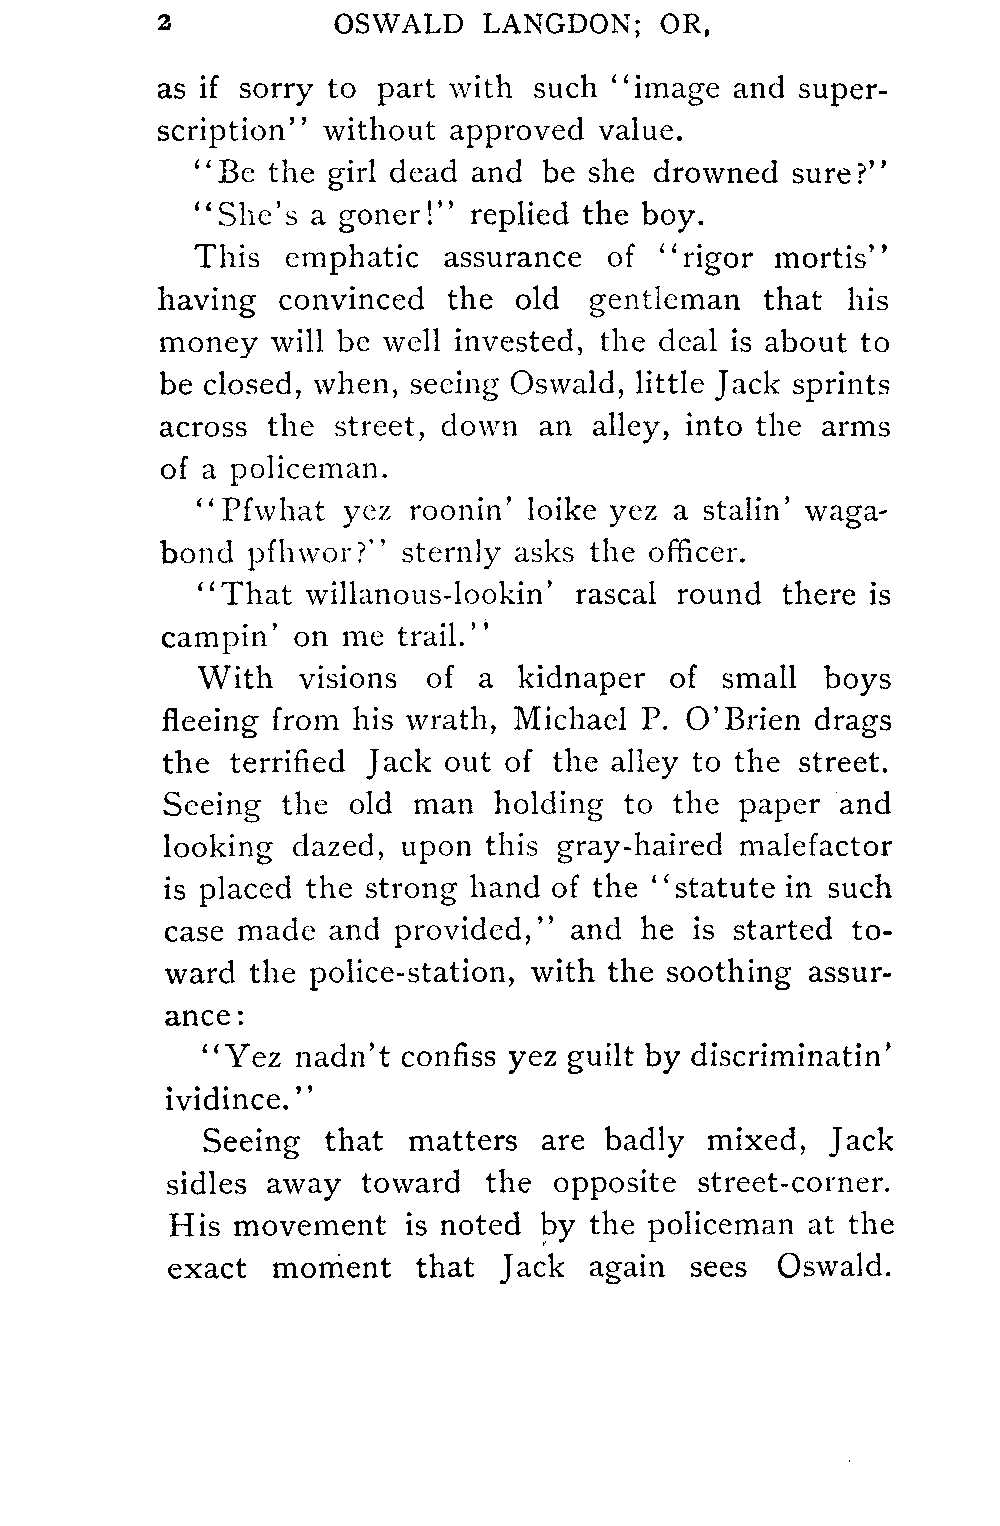 2 OSWALD LANGDON; OR,
as if sorry to part with such "image and super-
scription" without approved value.
"Be the girl dead and be she drowned sure?"
"She's a goner!" replied the boy.
This emphatic assurance of "rigor mortis"
having convinced the old gentleman that his
money will be well invested, the deal is about to
be closed, when, seeing Oswald, little Jack sprints
across the street, down an alley, into the arms
of a policeman.
"Pfwhat yez roonin' loike yez a stalin' waga-
bond pfhwor?" sternly asks the officer.
"That willanous-lookin' rascal round there is
campin' on me trail."
With visions of a kidnaper of small boys
fleeing from his wrath, Michael P. O'Brien drags
the terrified Jack out of the alley to the street.
Seeing the old man holding to the paper and
looking dazed, upon this gray-haired malefactor
is placed the strong hand of the "statute in such
case made and provided," and he is started to-
ward the police-station, with the soothing assur-
ance:
"Yez nadn't confiss yez guilt by discriminatin'
ividince."
Seeing that matters are badly mixed, Jack
sidles away toward the opposite street-corner.
His movement is noted by the policeman at the
exact moment that Jack again sees Oswald.